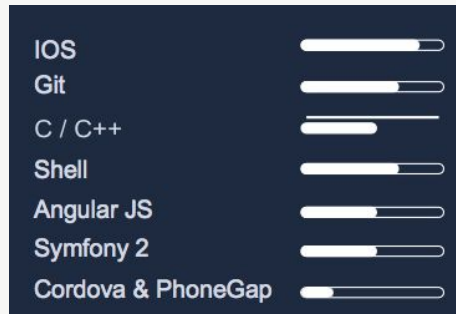 IOS
Git
C / C++
Shell
Angular JS
Symfony 2
Cordova & PhoneGap